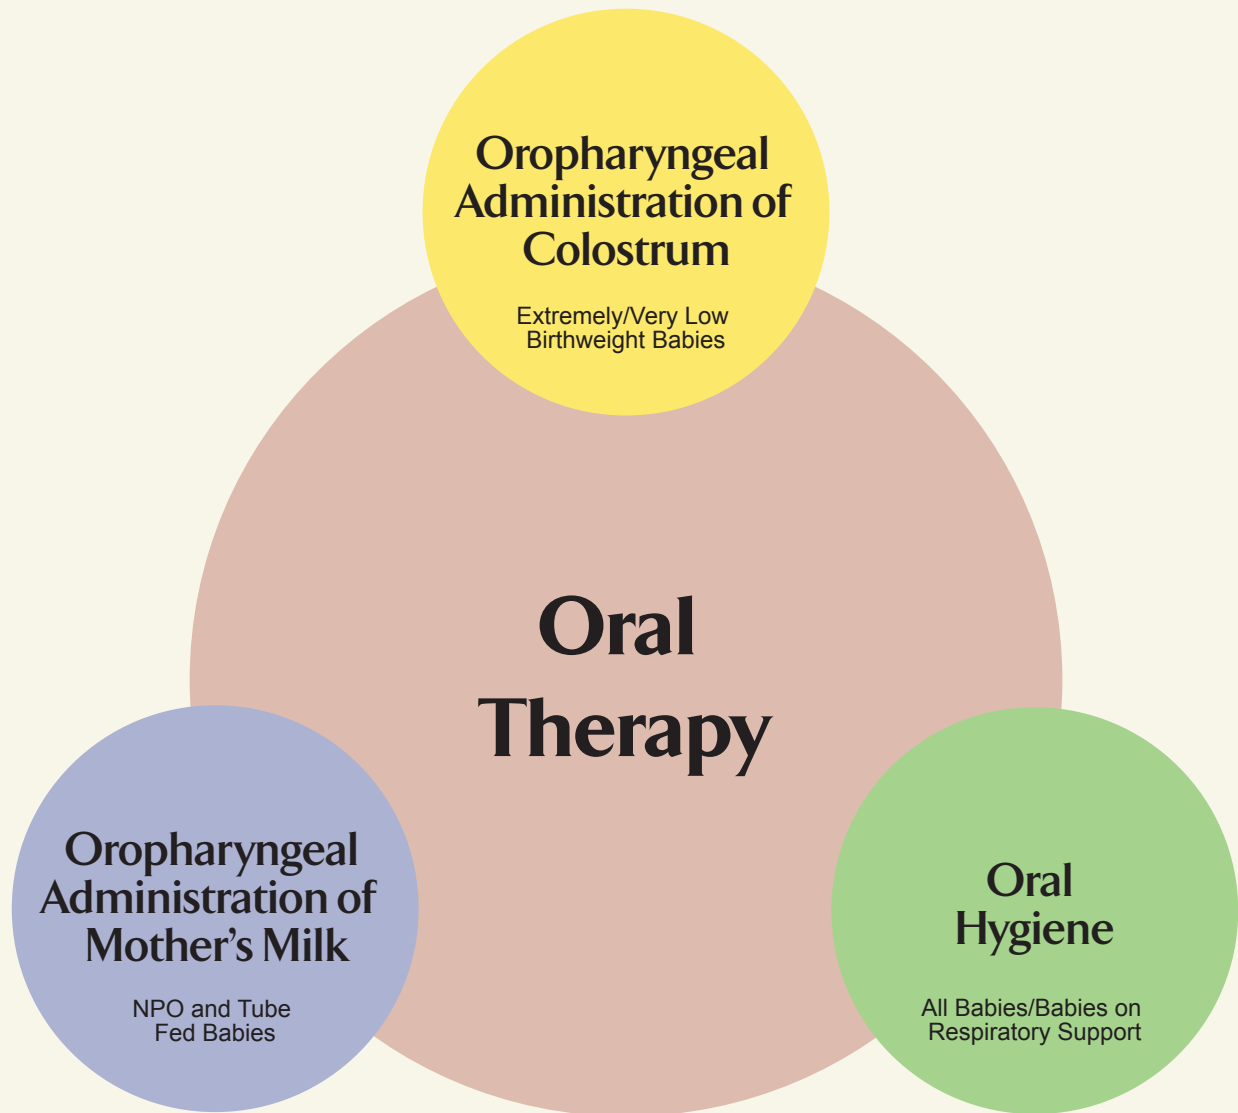 Oropharyngeal
Administration of
Colostrum
Extremely/Very Low
Birthweight Babies
Oral
Therapy
Oropharyngeal
Administration of
Mother’s Milk
NPO and Tube
Fed Babies
Oral
Hygiene
All Babies/Babies on
Respiratory Support